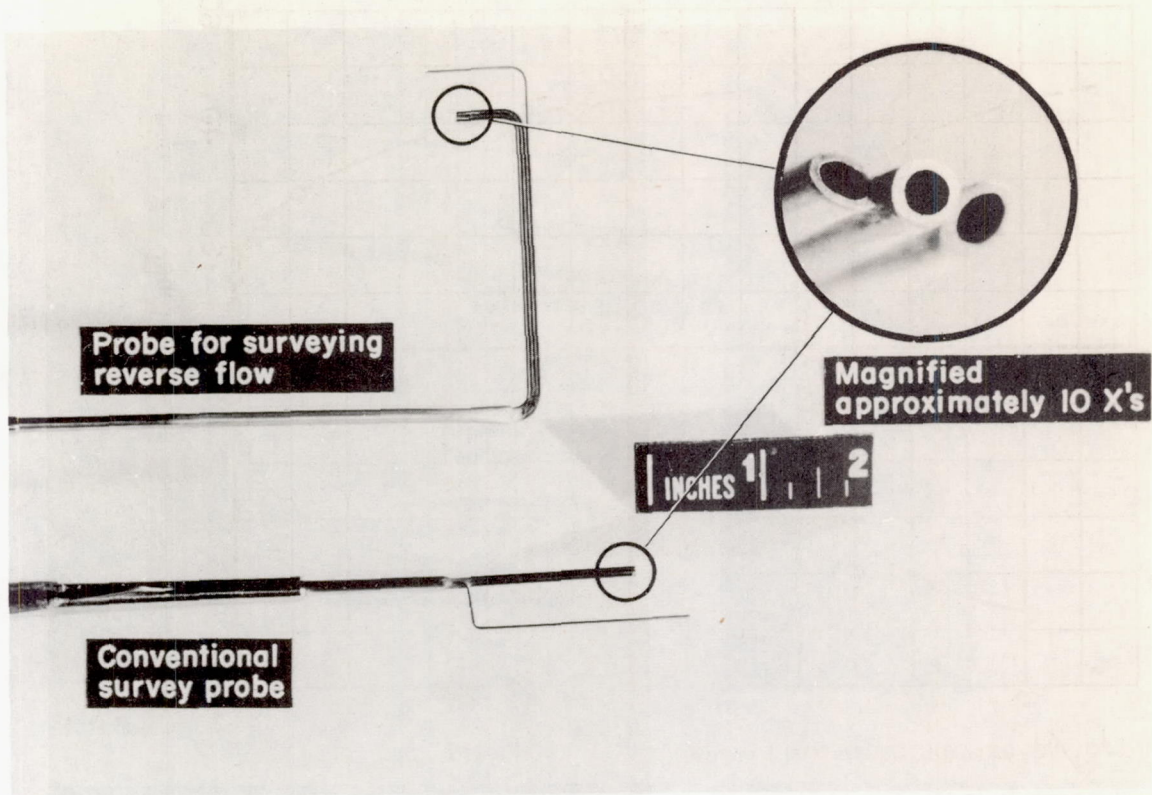 Probe for surveying
reverse flow
Magnified
approximately 10 X's
INCHES 1 2
Conventional
survey probe